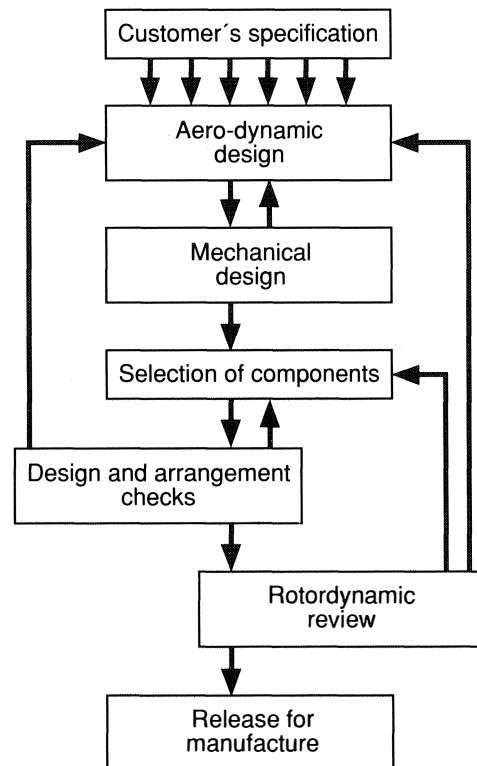 Customer´s specification
Aero-dynamic
design
Mechanical
design
Selection of components
Design and arrangement
checks
Rotordynamic
review
Release for
manufacture